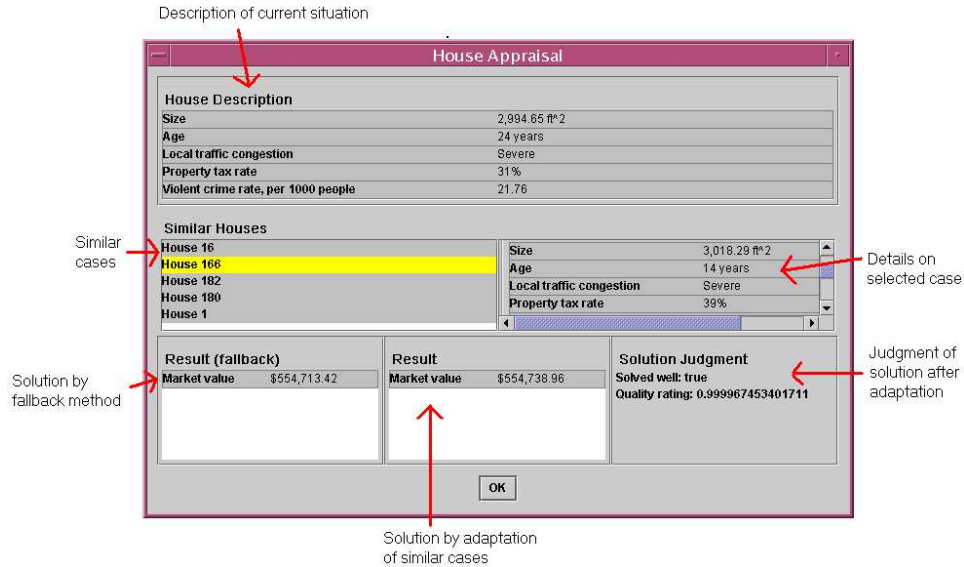 Description of current situation
House Appraisal
House Description
Size 2,994.65 ft^2
Age 24 years
Local traffic congestion Severe
Property tax rate 31%
Violent crime rate, per 1000 people 21.76
Similar
cases
Similar Houses
House 16
House 166
House 182
House 180
House 1
Size 3,018.29 ft^2
Age 14 years
Local traffic congestion Severe
Property tax rate 39%
Details on
selected case
Solution by
fallback method
Result (fallback)
Market value $554,713.42
Result
Market value $554,738.96
Solution Judgment
Solved well: true
Quality rating: 0.999967453401711
Judgment of
solution after
adaptation
OK
Solution by adaptation
of similar cases